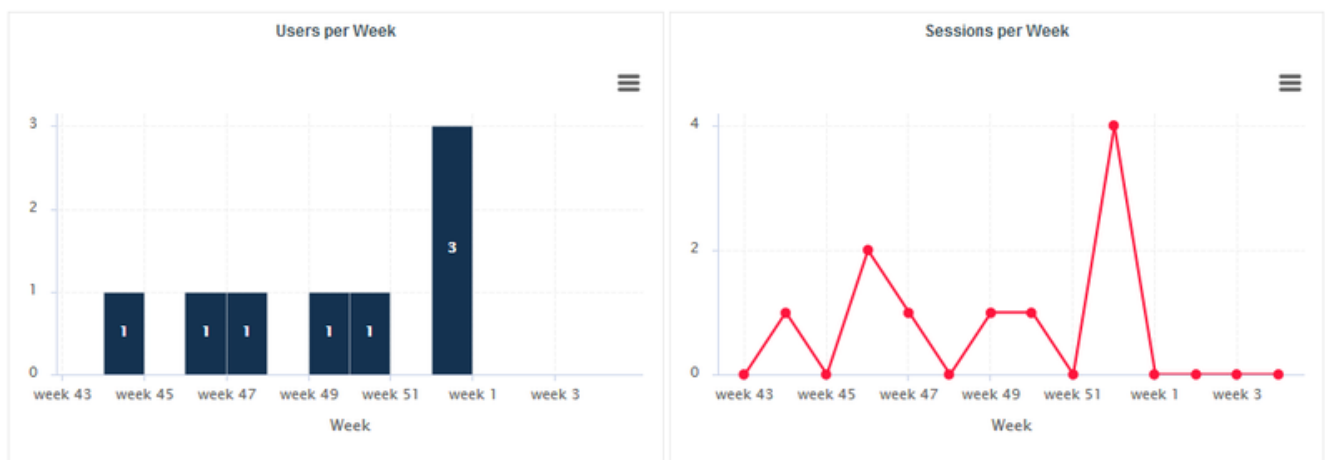 Users per Week
3
2
1
0
1
1
1
1
1
3
week 43
week 45
week 47
week 49
week 51
week 1
week 3
Week
Sessions per Week
4
2
0
week 43
week 45
week 47
week 49
week 51
week 1
week 3
Week